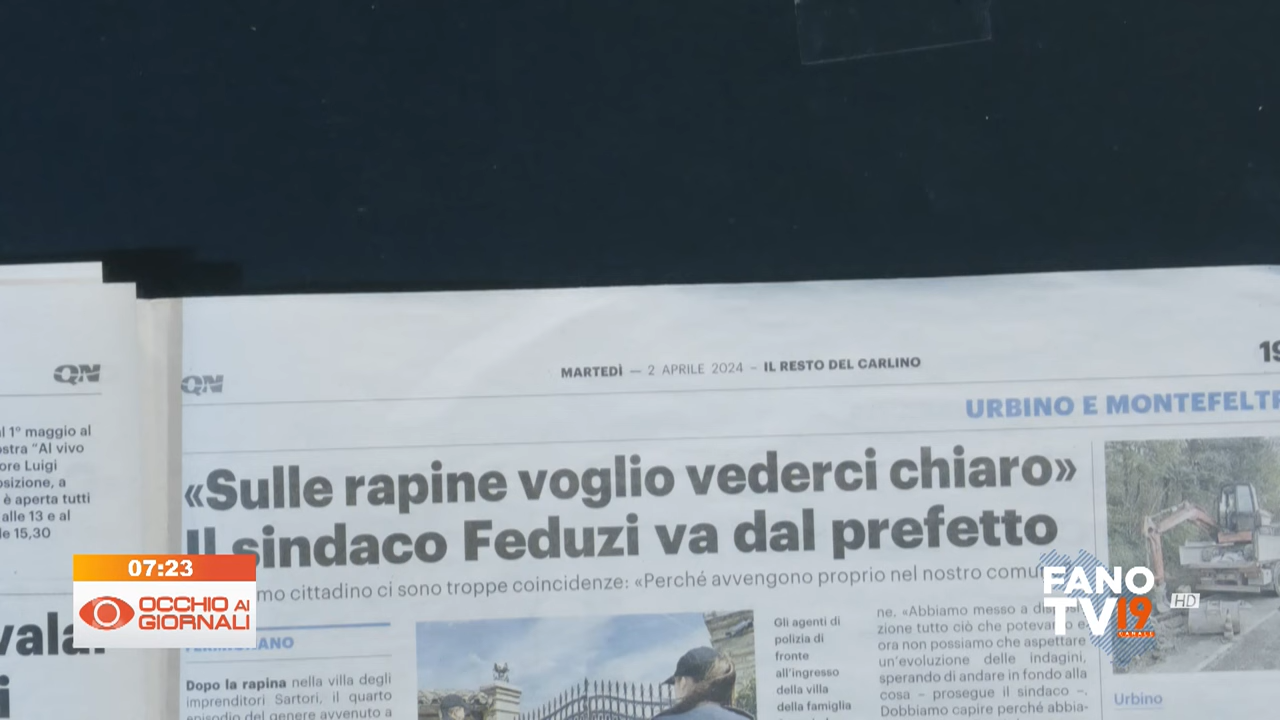 QN
al 1° maggio al
ostra “Al vivo
ore Luigi
osizione, a
è aperta tutti
alle 13 e al
le 15,30
vala.
i
QN
MARTEDÌ — 2 APRILE 2024 – IL RESTO DEL CARLINO
19
URBINO E MONTEFELTR
«Sulle rapine voglio vederci chiaro»
Il sindaco Feduzi va dal prefetto
mo cittadino ci sono troppe coincidenze: «Perché avvengono proprio nel nostro comu
Dopo la rapina nella villa degli
imprenditori Sartori, il quarto
episodio del genere avvenuto a
Gli agenti di
polizia di
fronte
all'ingresso
della villa
della famiglia
ne. «Abbiamo messo a
zione tutto ciò che potevamo e
ora non possiamo che aspettare
un'evoluzione delle indagini,
sperando di andare in fondo alla
cosa – prosegue il sindaco –.
Dobbiamo capire perché abbia-
Urbino
07:23
OCCHIO AI
GIORNALI
FANO
TV19
CANALE
HD